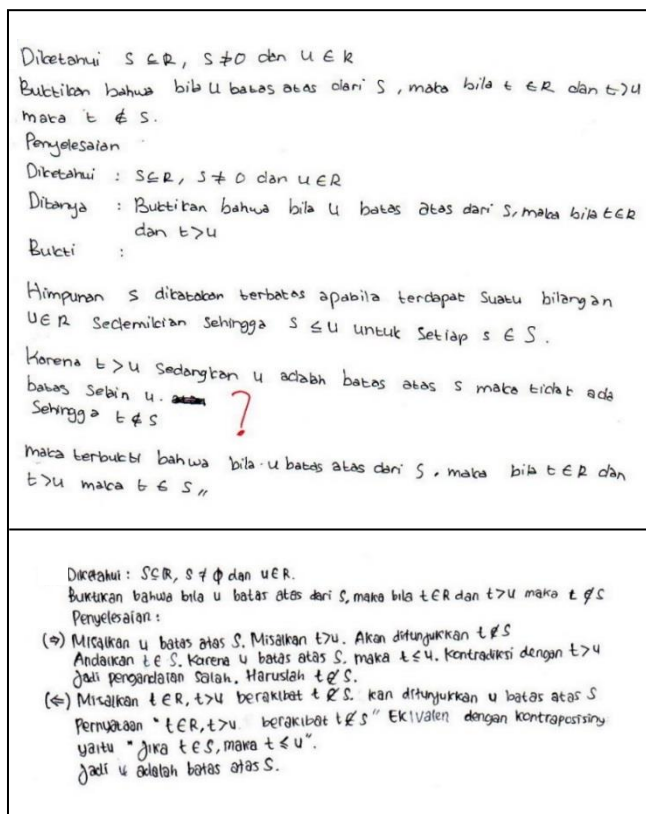 Diketahui S ⊆ R, S ≠ 0 dan U ∈ R
Buktikan bahwa bila U batas atas dari S, maka bila t ∈ R dan t > U
maka t ∉ S.
Penyelesaian
Diketahui : S ⊆ R, S ≠ 0 dan U ∈ R
Ditanya : Buktikan bahwa bila U batas atas dari S, maka bila t ∈ R
dan t > U
Bukti :
Himpunan S dikatakan terbatas apabila terdapat suatu bilangan
U ∈ R Sedemikian Sehingga S ≤ U untuk Setiap s ∈ S.
Karena t > U Sedangkan U adalah batas atas S maka tidak ada
batas Selain U.
Sehingga t ∉ S
?
maka terbukti bahwa bila U batas atas dari S, maka bila t ∈ R dan
t > U maka t ∈ S //
Diketahui : S ⊆ R, S ≠ ϕ dan u ∈ R.
Buktikan bahwa bila u batas atas dari S, maka bila t ∈ R dan t > u maka t ∉ S
Penyelesaian :
(⇒) Misalkan u batas atas S. Misalkan t > u. Akan ditunjukkan t ∉ S
Andaikan t ∈ S. Karena u batas atas S, maka t ≤ u. Kontradiksi dengan t > u
Jadi pengandaian salah. Haruslah t ∉ S.
(⇐) Misalkan t ∈ R, t > u berakibat t ∉ S. kan ditunjukkan u batas atas S
Pernyataan "t ∈ R, t > u berakibat t ∉ S" Ekivalen dengan kontraposisiny
yaitu "Jika t ∈ S, maka t ≤ u".
Jadi u adalah batas atas S.